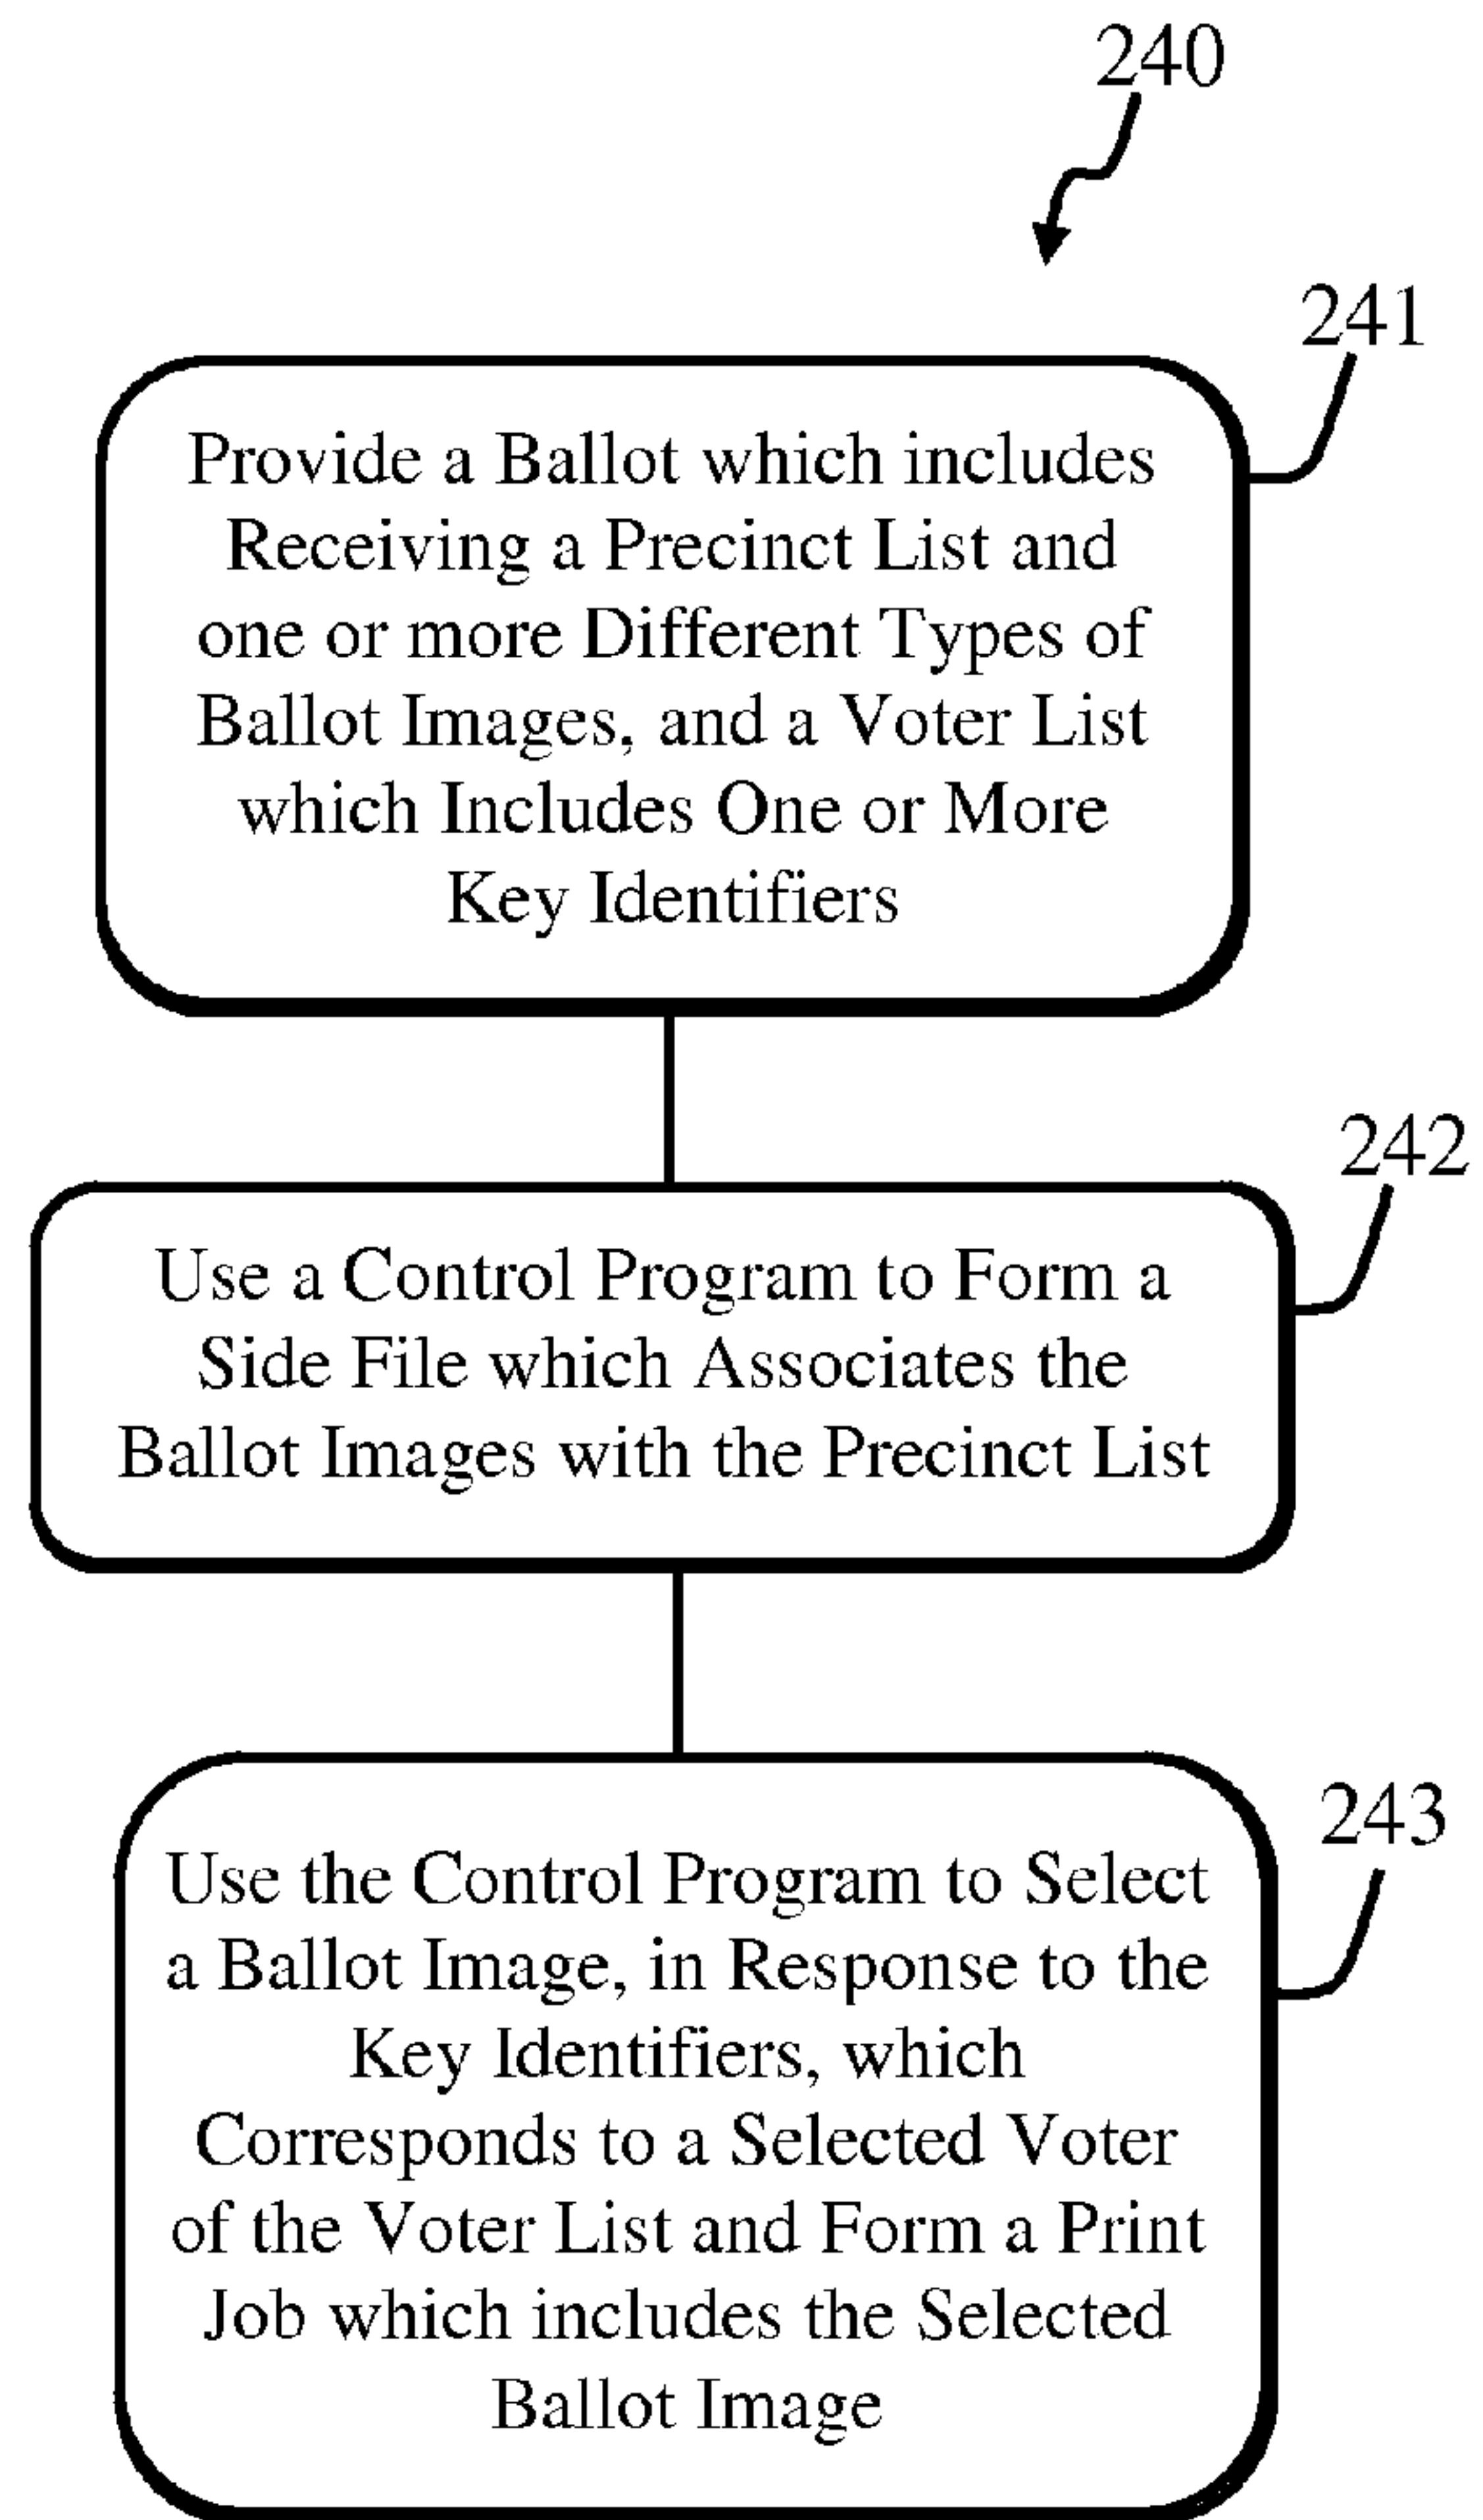 240
241
Provide a Ballot which includes
Receiving a Precinct List and
one or more Different Types of
Ballot Images, and a Voter List
which Includes One or More
Key Identifiers
242
Use a Control Program to Form a
Side File which Associates the
Ballot Images with the Precinct List
243
Use the Control Program to Select
a Ballot Image, in Response to the
Key Identifiers, which
Corresponds to a Selected Voter
of the Voter List and Form a Print
Job which includes the Selected
Ballot Image